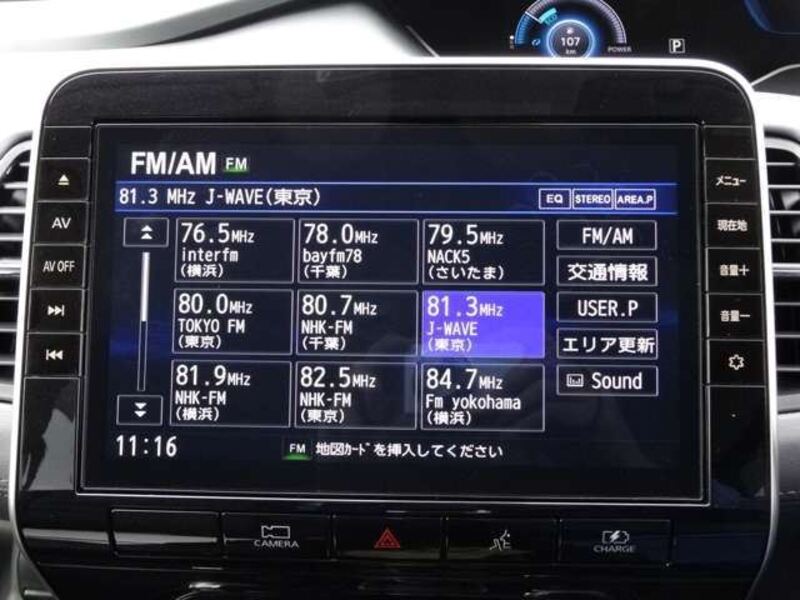 107
km
POWER
P
FM/AM FM
81.3 MHz J-WAVE(東京)
EQ STEREO AREA.P
76.5MHz
interfm
(横浜)
78.0MHz
bayfm78
(千葉)
79.5MHz
NACK5
(さいたま)
80.0MHz
TOKYO FM
(東京)
80.7MHz
NHK-FM
(千葉)
81.3MHz
J-WAVE
(東京)
81.9MHz
NHK-FM
(横浜)
82.5MHz
NHK-FM
(東京)
84.7MHz
Fm yokohama
(横浜)
FM/AM
交通情報
USER.P
エリア更新
Sound
11:16
FM 地図ｶｰﾄﾞを挿入してください
AV
AV OFF
メニュー
現在地
音量＋
音量－
CAMERA
CHARGE